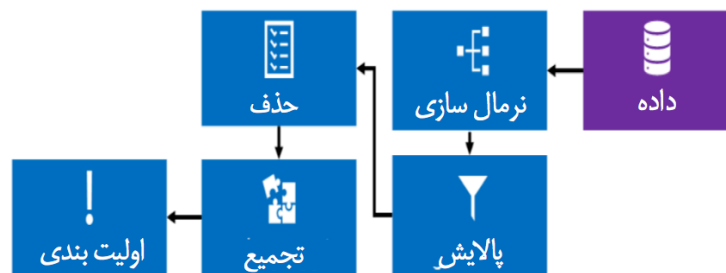 داده
نرمال سازی
پالایش
حذف
تجمیع
اولیت بندی